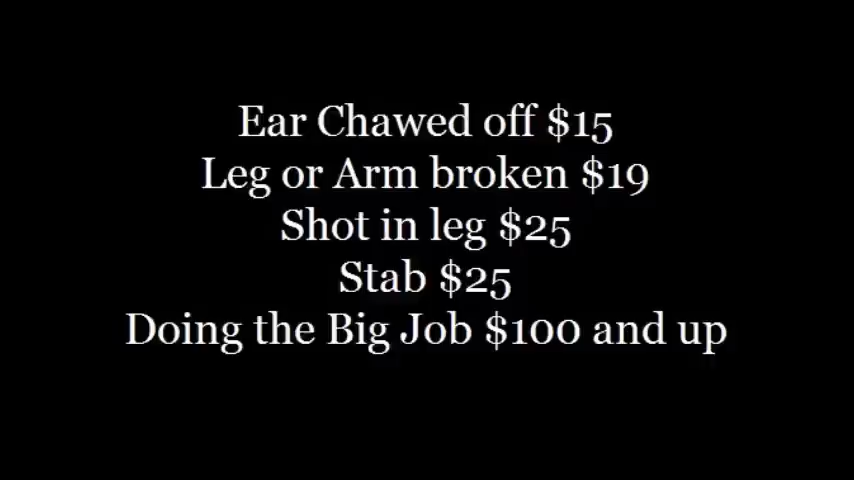 Ear Chawed off $15
Leg or Arm broken $19
Shot in leg $25
Stab $25
Doing the Big Job $100 and up